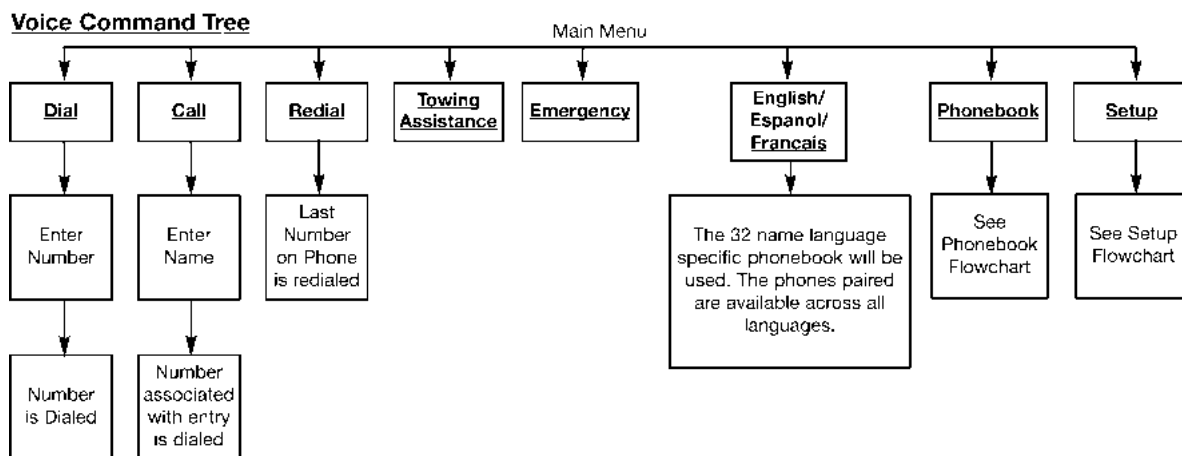 Voice Command Tree
Main Menu
Dial
Call
Redial
Towing
Assistance
Emergency
English/
Espanol/
Francais
Phonebook
Setup
Enter
Number
Enter
Name
Last
Number
on Phone
is redialed
The 32 name language
specific phonebook will be
used. The phones paired
are available across all
languages.
See
Phonebook
Flowchart
See Setup
Flowchart
Number
is Dialed
Number
associated
with entry
is dialed